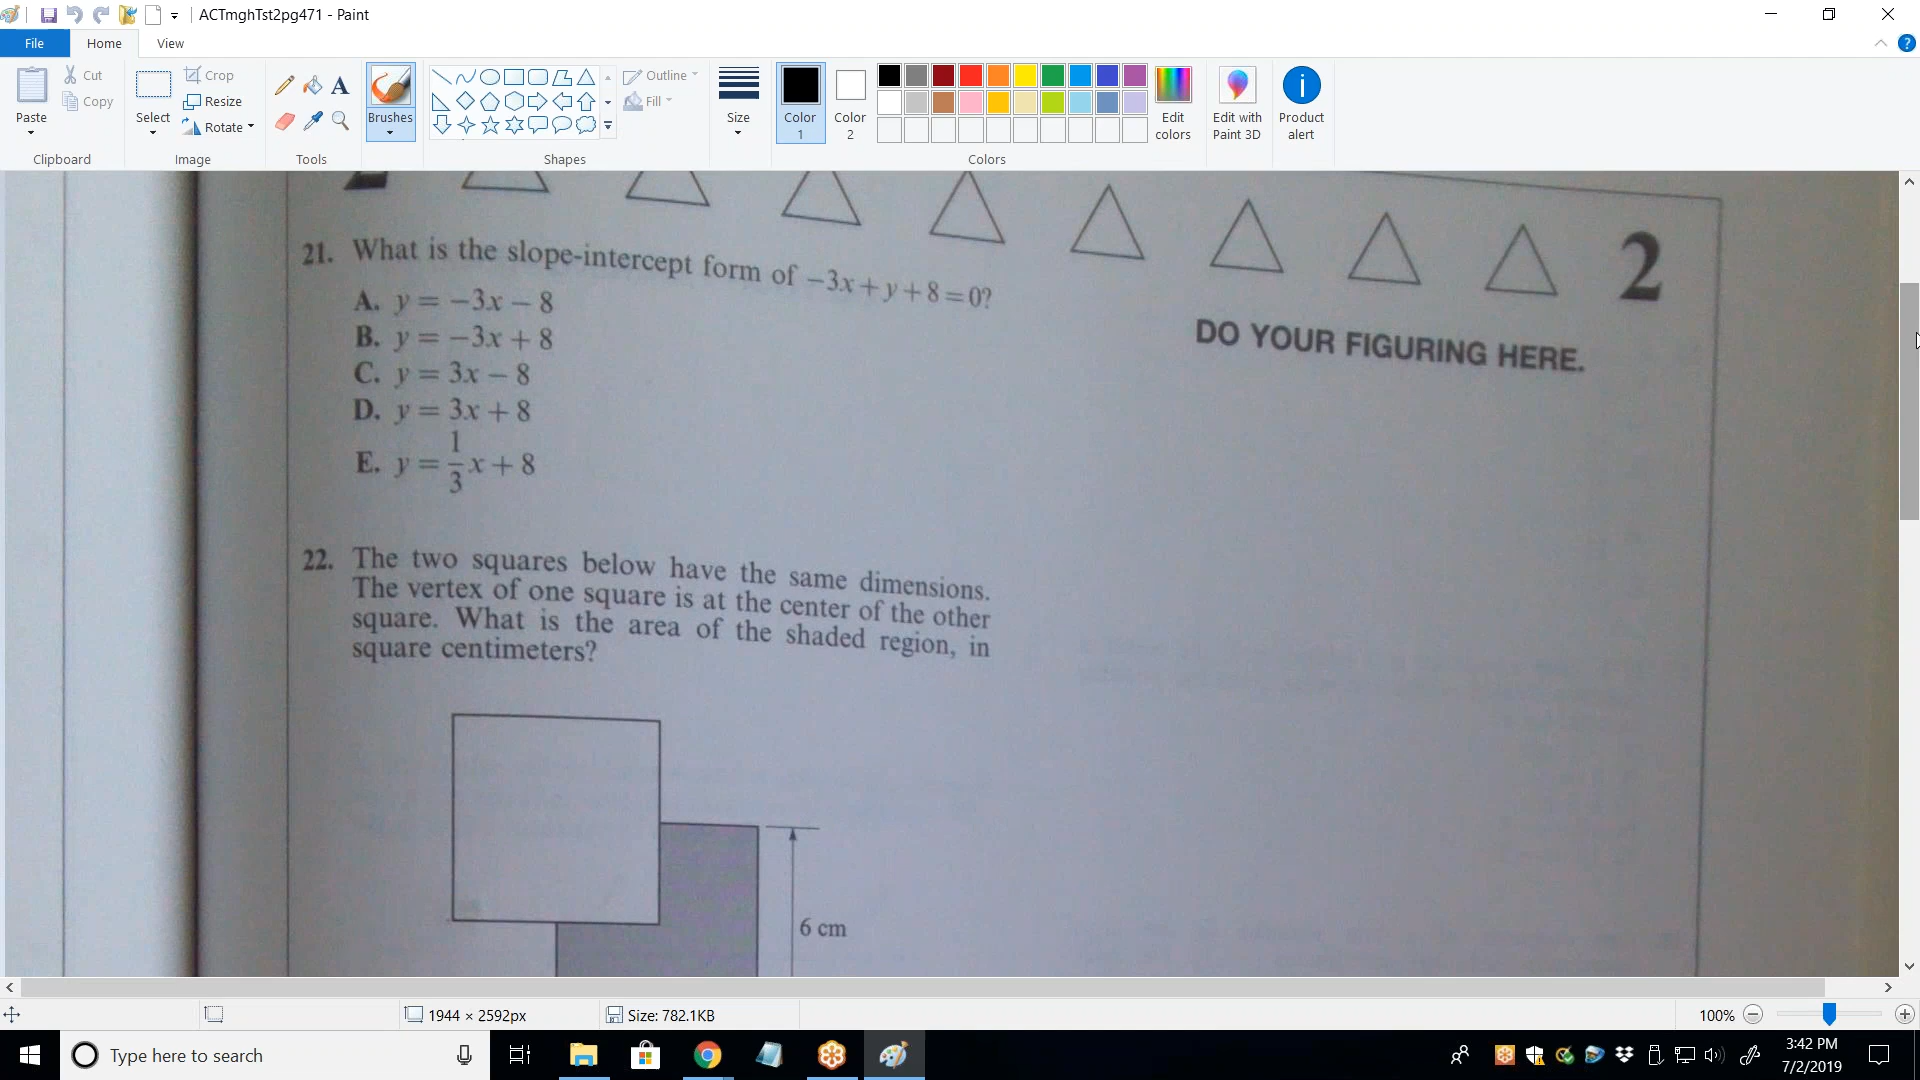 ACTmghTst2pg471 - Paint
File Home View
Paste
Cut
Copy
Clipboard
Select
Crop
Resize
Rotate
Image
Tools
Brushes
Shapes
Outline
Fill
Size
Color 1
Color 2
Colors
Edit colors
Edit with Paint 3D
Product alert
2
21. What is the slope-intercept form of −3x+y+8=0?
A. y = −3x − 8
B. y = −3x + 8
C. y = 3x − 8
D. y = 3x + 8
E. y = 1/3 x + 8
DO YOUR FIGURING HERE.
22. The two squares below have the same dimensions.
The vertex of one square is at the center of the other
square. What is the area of the shaded region, in
square centimeters?
6 cm
1944 × 2592px
Size: 782.1KB
100%
Type here to search
3:42 PM
7/2/2019